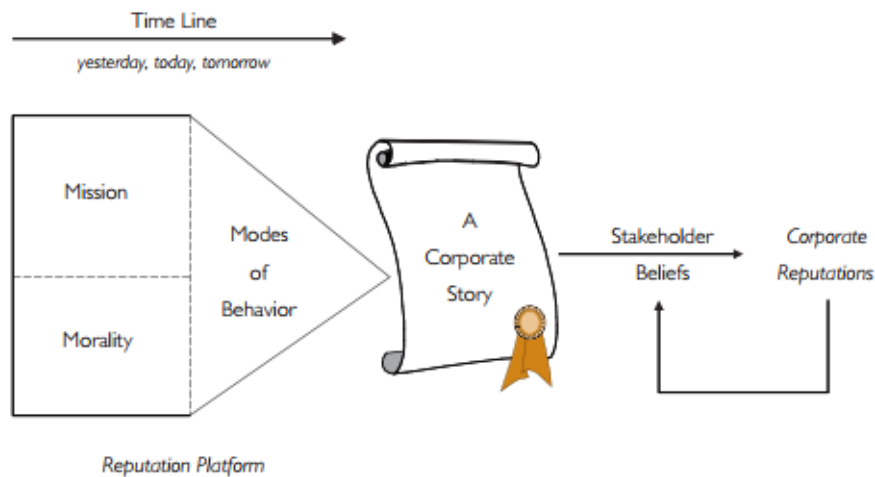 Time Line
yesterday, today, tomorrow
Mission
Morality
Modes
of
Behavior
A
Corporate
Story
Stakeholder
Beliefs
Corporate
Reputations
Reputation Platform